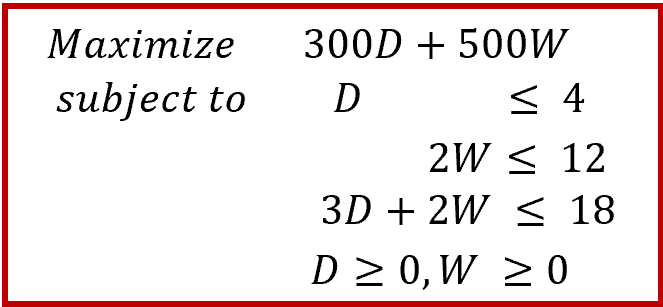 Maximize 300D + 500W
subject to D ≤ 4
2W ≤ 12
3D + 2W ≤ 18
D ≥ 0, W ≥ 0